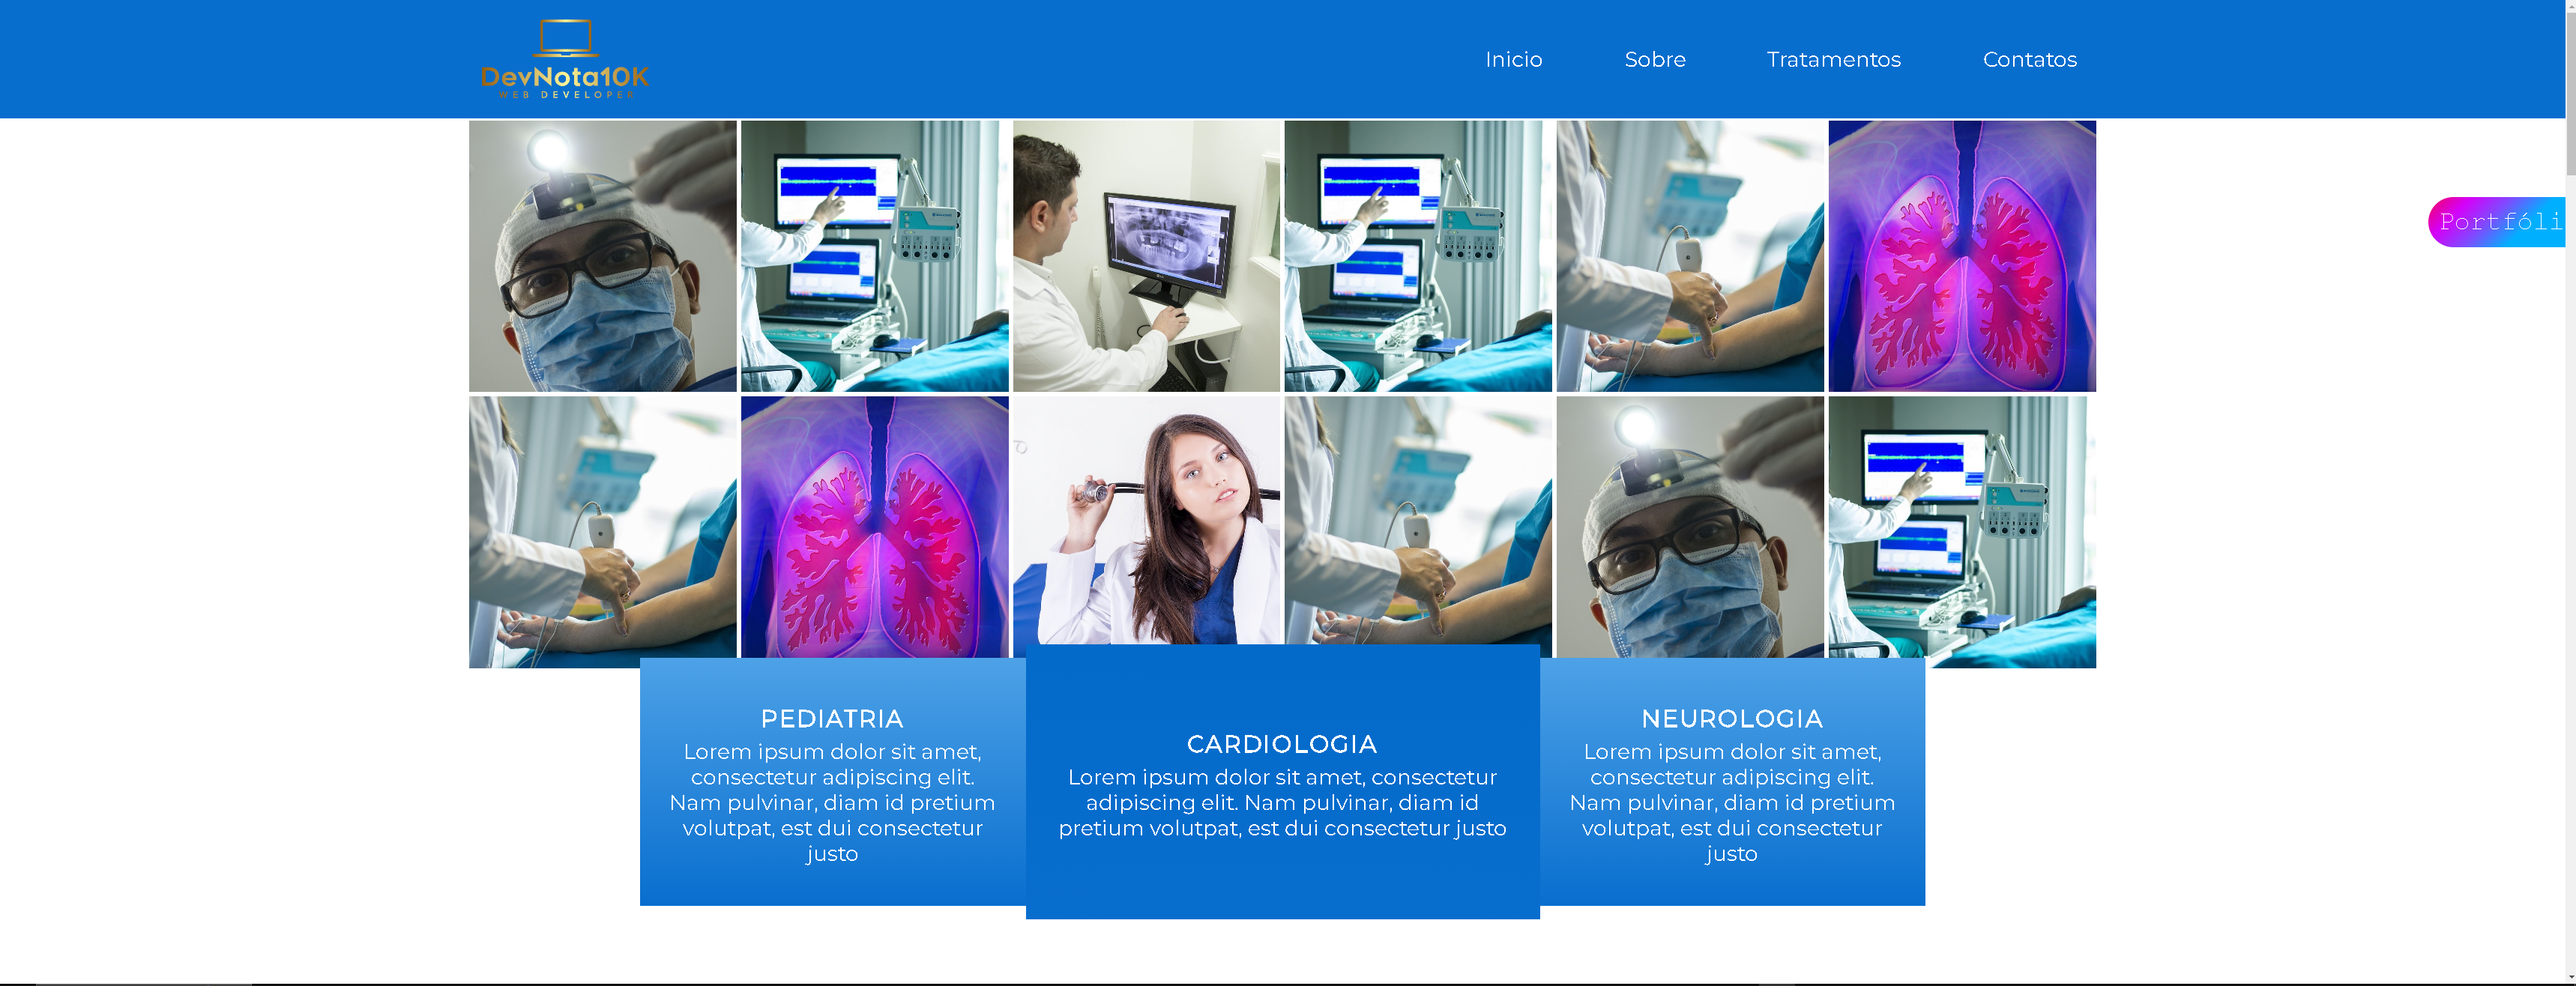 DevNota10K
WEB DEVELOPER
Inicio
Sobre
Tratamentos
Contatos
Portfóli
PEDIATRIA
Lorem ipsum dolor sit amet,
consectetur adipiscing elit.
Nam pulvinar, diam id pretium
volutpat, est dui consectetur
justo
CARDIOLOGIA
Lorem ipsum dolor sit amet, consectetur
adipiscing elit. Nam pulvinar, diam id
pretium volutpat, est dui consectetur justo
NEUROLOGIA
Lorem ipsum dolor sit amet,
consectetur adipiscing elit.
Nam pulvinar, diam id pretium
volutpat, est dui consectetur
justo